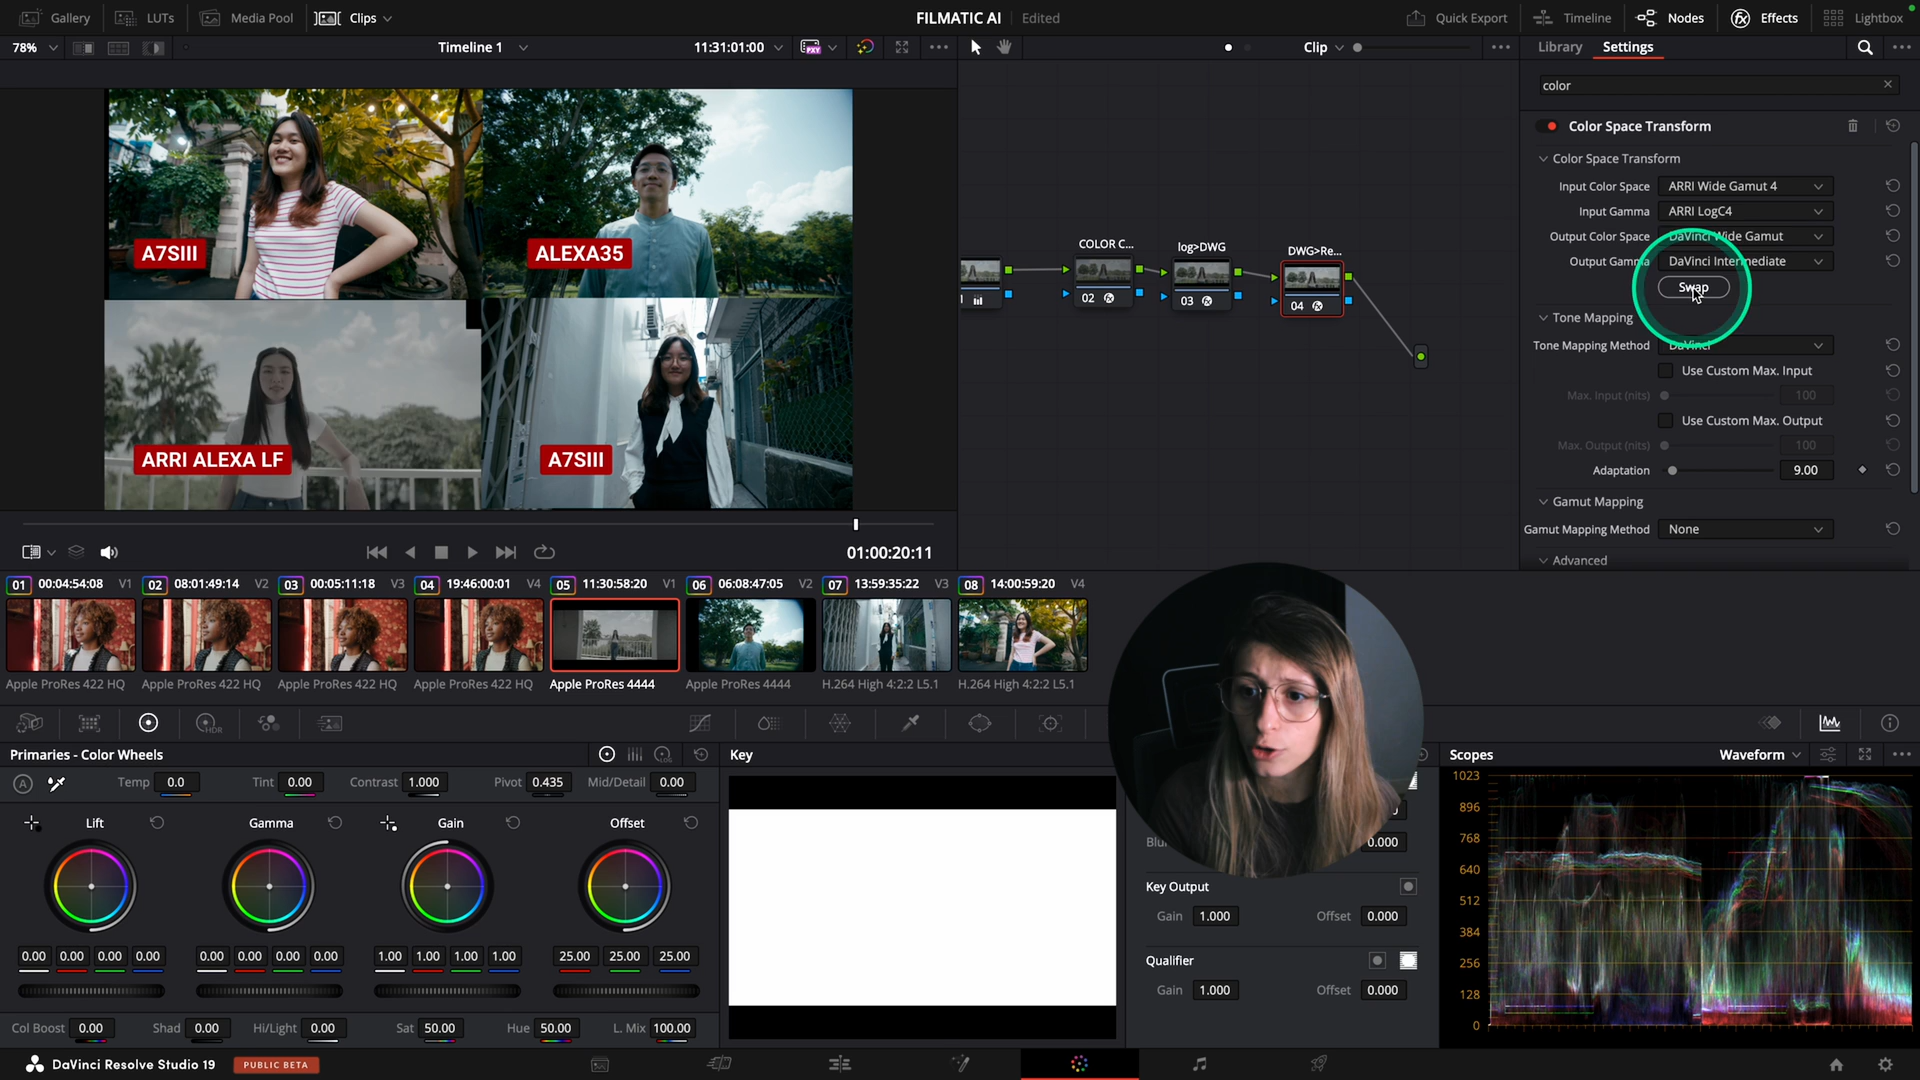 Gallery LUTs Media Pool Clips FILMATIC AI Edited Quick Export Timeline Nodes Effects Lightbox
78% Timeline 1 11:31:01:00 PXY Clip Library Settings
color
Color Space Transform
Color Space Transform
Input Color Space ARRI Wide Gamut 4
Input Gamma ARRI LogC4
Output Color Space DaVinci Wide Gamut
Output Gamma DaVinci Intermediate
Swap
Tone Mapping
Tone Mapping Method DaVinci
Use Custom Max. Input
Max. Input (nits) 100
Use Custom Max. Output
Max. Output (nits) 100
Adaptation 9.00
Gamut Mapping
Gamut Mapping Method None
Advanced
A7SIII
ALEXA35
ARRI ALEXA LF
A7SIII
COLOR C... log>DWG DWG>Re...
02 03 04
01:00:20:11
01 00:04:54:08 V1 02 08:01:49:14 V2 03 00:05:11:18 V3 04 19:46:00:01 V4 05 11:30:58:20 V1 06 06:08:47:05 V2 07 13:59:35:22 V3 08 14:00:59:20 V4
Apple ProRes 422 HQ Apple ProRes 422 HQ Apple ProRes 422 HQ Apple ProRes 422 HQ Apple ProRes 4444 Apple ProRes 4444 H.264 High 4:2:2 L5.1 H.264 High 4:2:2 L5.1
HDR
Primaries - Color Wheels LOG
A Temp 0.0 Tint 0.00 Contrast 1.000 Pivot 0.435 Mid/Detail 0.00
Lift Gamma Gain Offset
0.00 0.00 0.00 0.00 0.00 0.00 0.00 0.00 1.00 1.00 1.00 1.00 25.00 25.00 25.00
Col Boost 0.00 Shad 0.00 Hi/Light 0.00 Sat 50.00 Hue 50.00 L. Mix 100.00
Key
0.000
Key Output
Gain 1.000 Offset 0.000
Qualifier
Gain 1.000 Offset 0.000
Scopes Waveform
1023
896
768
640
512
384
256
128
0
DaVinci Resolve Studio 19 PUBLIC BETA